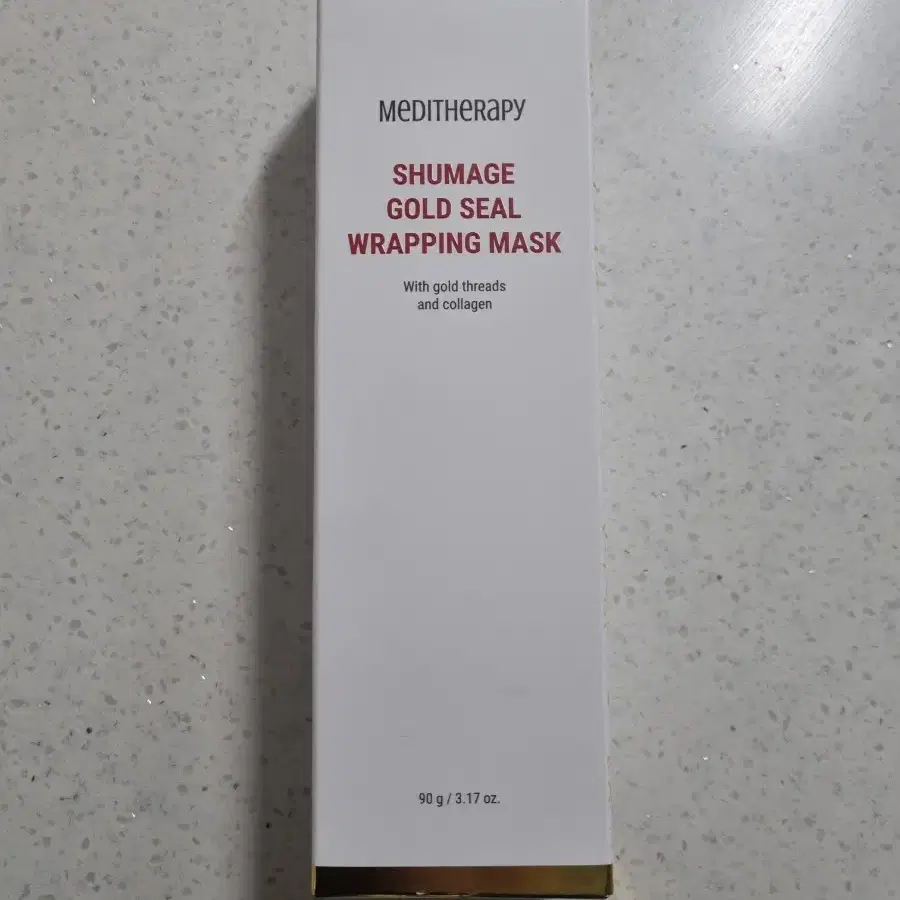 MEDITHERAPY
SHUMAGE
GOLD SEAL
WRAPPING MASK
With gold threads
and collagen
90 g / 3.17 oz.